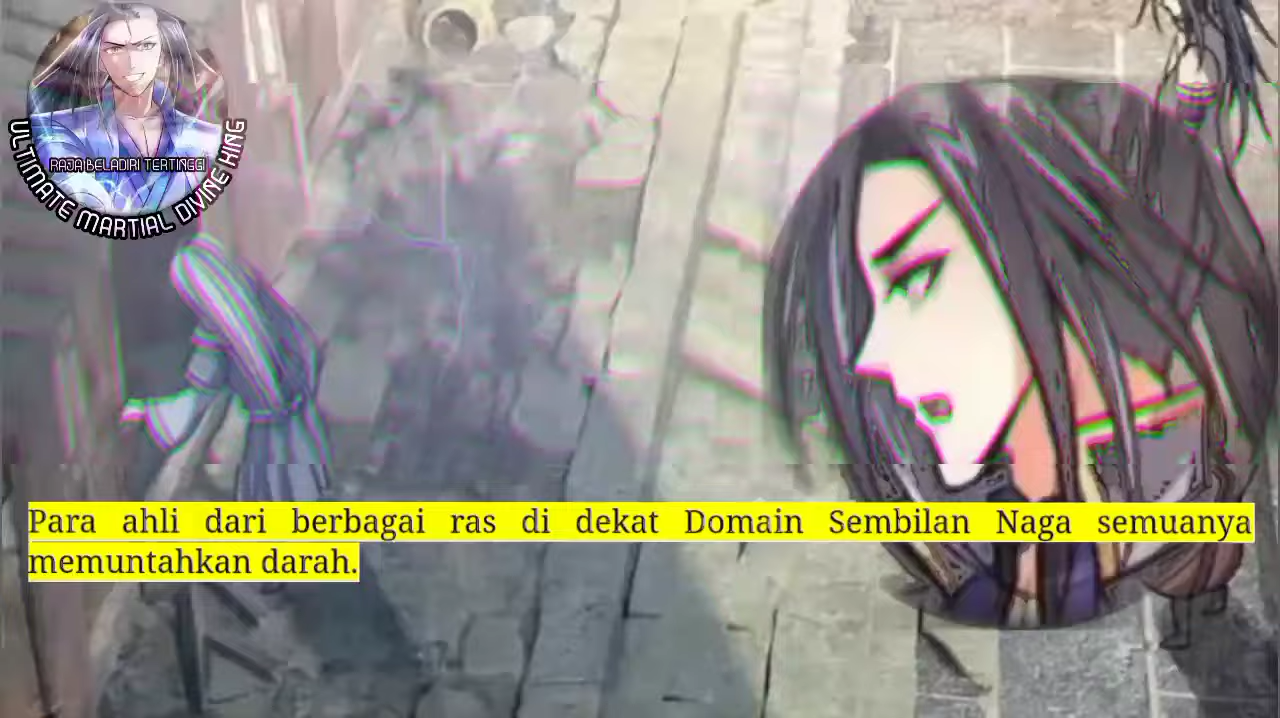 RAJA BELADIRI TERTINGGI
ULTIMATE MARTIAL DIVINE KING
Para ahli dari berbagai ras di dekat Domain Sembilan Naga semuanya
memuntahkan darah.